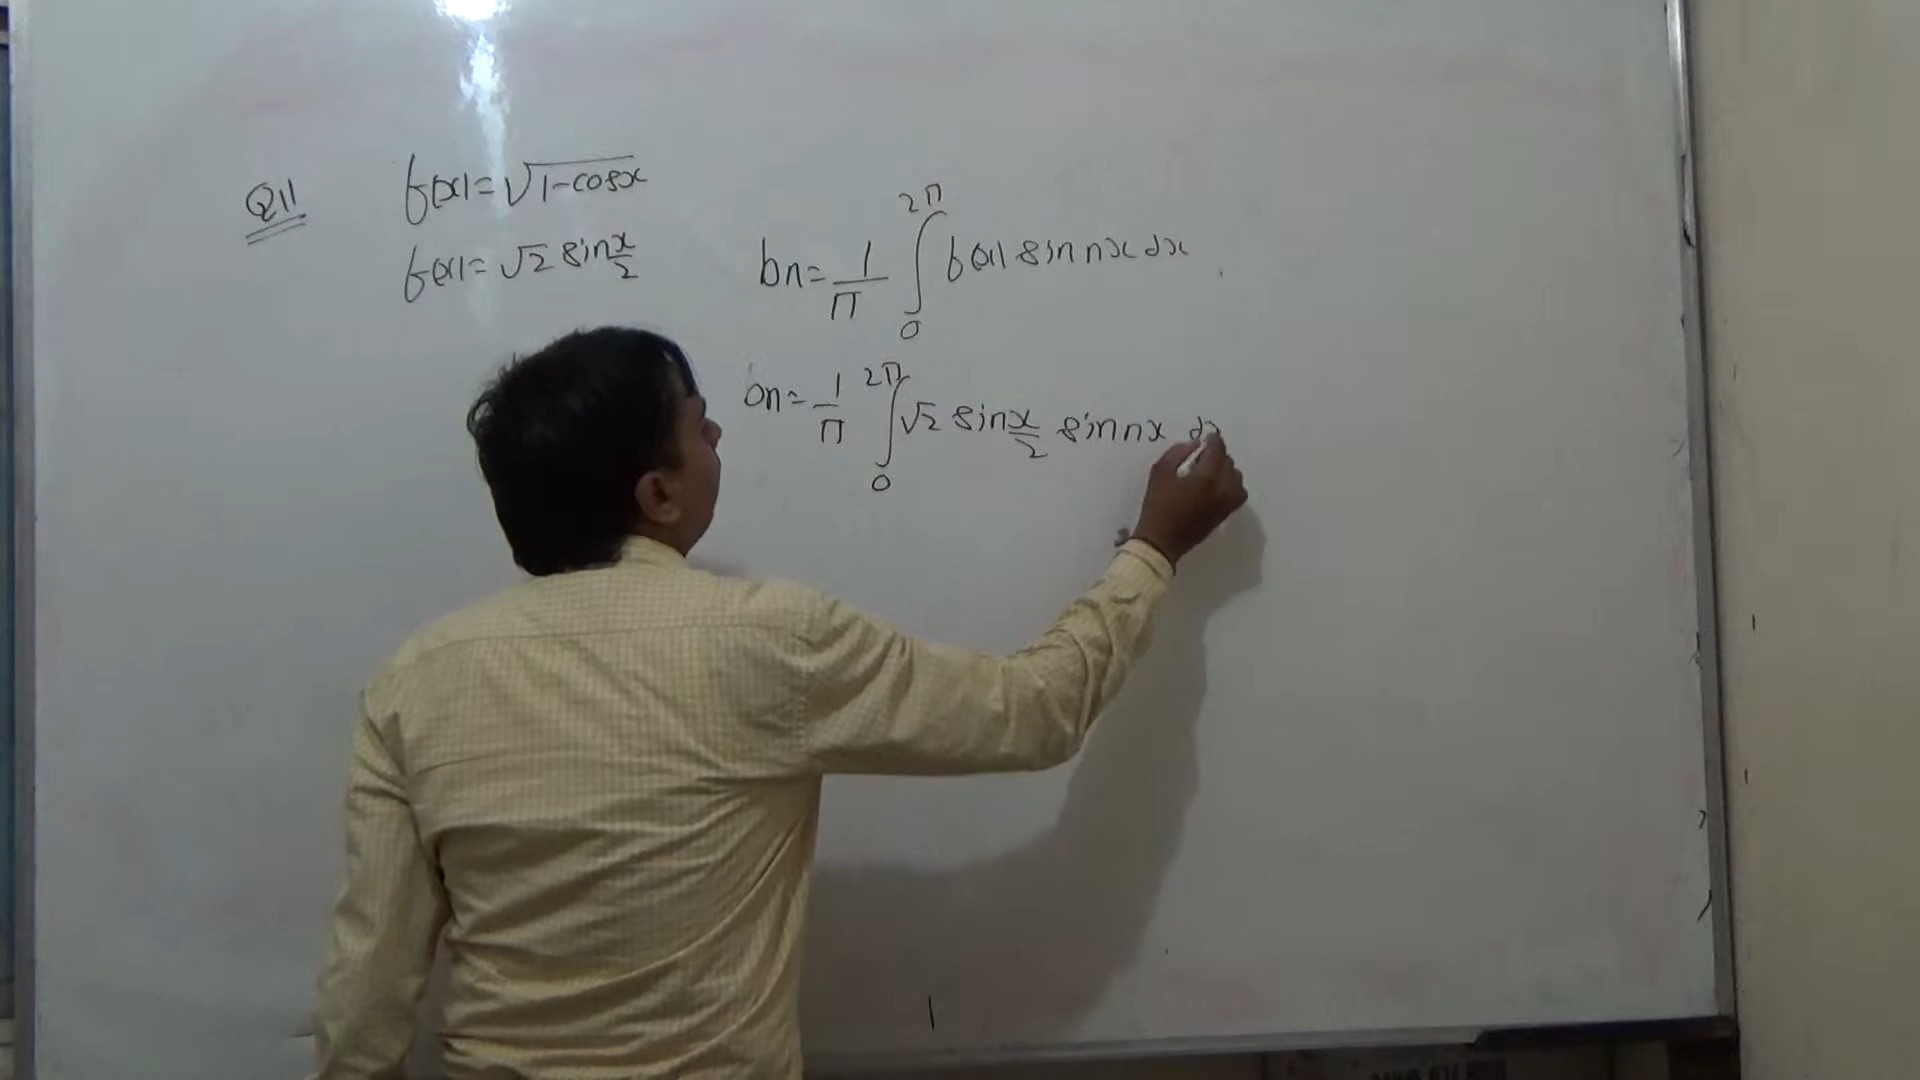 Q11
f(x)=√1-cosx
f(x)=√2 sin x/2
bn= 1/π ∫₀^2π f(x) sin nx dx
bn= 1/π ∫₀^2π √2 sin x/2 sin nx dx